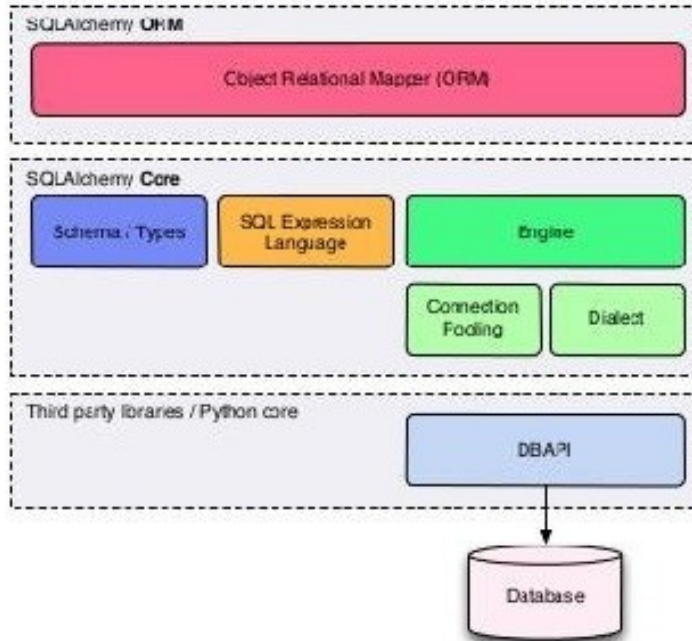 SQLAlchemy ORM
Object Relational Mapper (ORM)
SQLAlchemy Core
Schema / Types
SQL Expression
Language
Engine
Connection
Pooling
Dialect
Third party libraries / Python core
DBAPI
Database